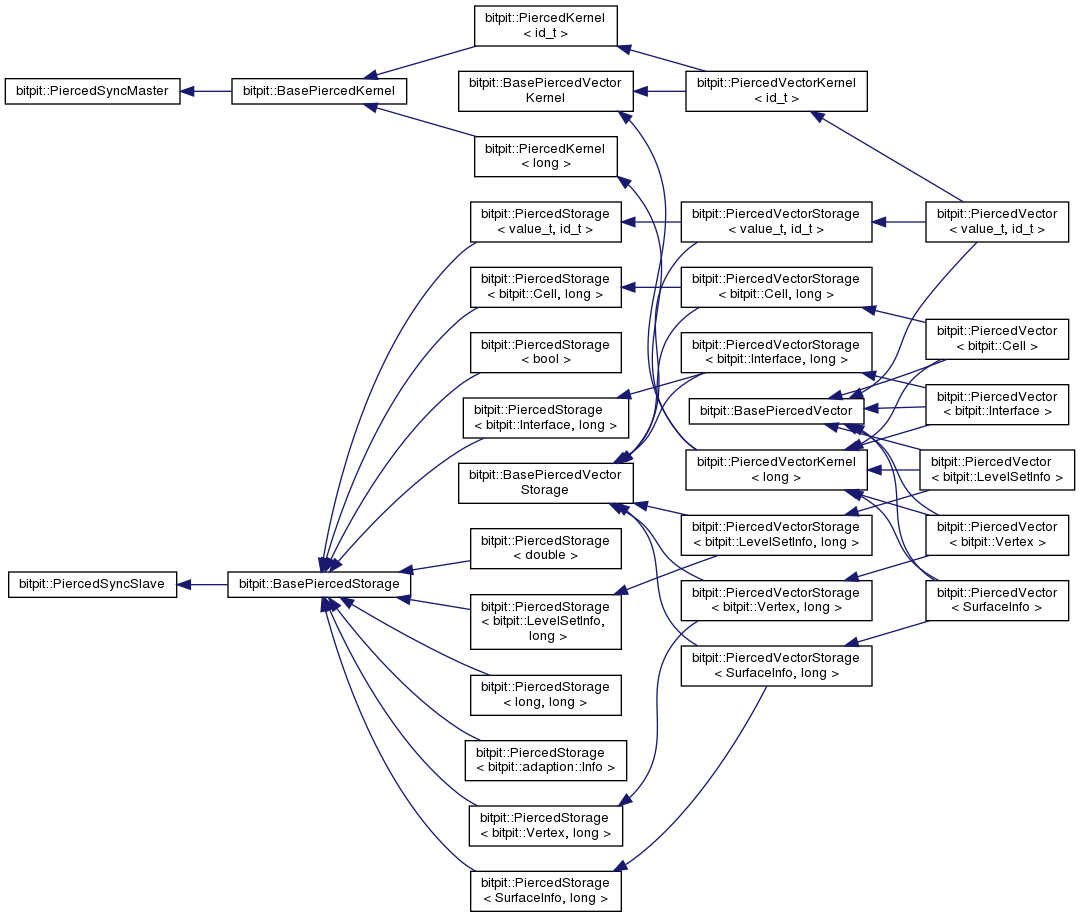 bitpit::PiercedSyncMaster
bitpit::PiercedSyncSlave
bitpit::BasePiercedKernel
bitpit::BasePiercedStorage
bitpit::PiercedKernel
< id_t >
bitpit::BasePiercedVector
Kernel
bitpit::PiercedKernel
< long >
bitpit::PiercedStorage
< value_t, id_t >
bitpit::PiercedStorage
< bitpit::Cell, long >
bitpit::PiercedStorage
< bool >
bitpit::PiercedStorage
< bitpit::Interface, long >
bitpit::BasePiercedVector
Storage
bitpit::PiercedStorage
< double >
bitpit::PiercedStorage
< bitpit::LevelSetInfo,
long >
bitpit::PiercedStorage
< long, long >
bitpit::PiercedStorage
< bitpit::adaption::Info >
bitpit::PiercedStorage
< bitpit::Vertex, long >
bitpit::PiercedStorage
< SurfaceInfo, long >
bitpit::PiercedVectorKernel
< id_t >
bitpit::PiercedVectorStorage
< value_t, id_t >
bitpit::PiercedVectorStorage
< bitpit::Cell, long >
bitpit::PiercedVectorStorage
< bitpit::Interface, long >
bitpit::BasePiercedVector
bitpit::PiercedVectorKernel
< long >
bitpit::PiercedVectorStorage
< bitpit::LevelSetInfo, long >
bitpit::PiercedVectorStorage
< bitpit::Vertex, long >
bitpit::PiercedVectorStorage
< SurfaceInfo, long >
bitpit::PiercedVector
< value_t, id_t >
bitpit::PiercedVector
< bitpit::Cell >
bitpit::PiercedVector
< bitpit::Interface >
bitpit::PiercedVector
< bitpit::LevelSetInfo >
bitpit::PiercedVector
< bitpit::Vertex >
bitpit::PiercedVector
< SurfaceInfo >